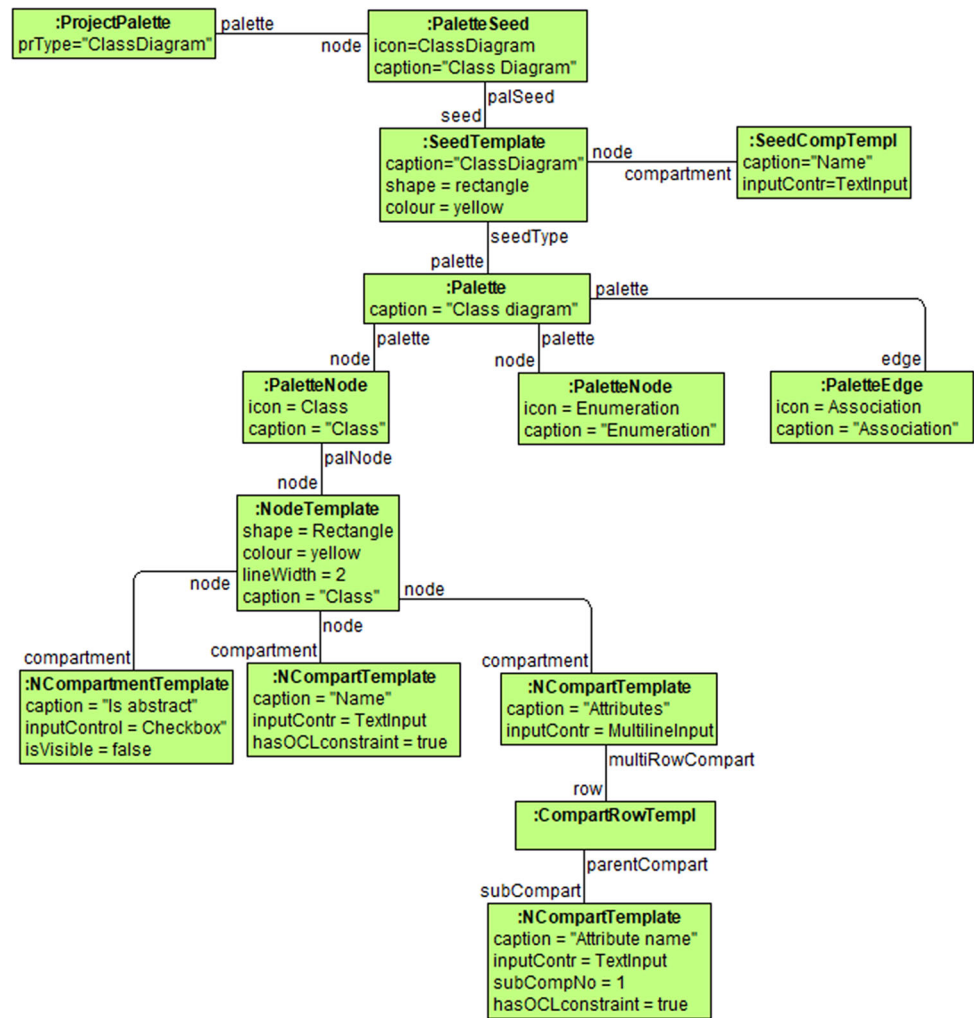 :ProjectPalette
prType="ClassDiagram"
palette
node
:PaletteSeed
icon=ClassDiagram
caption="Class Diagram"
palSeed
seed
:SeedTemplate
caption="ClassDiagram"
shape = rectangle
colour = yellow
node
compartment
:SeedCompTempl
caption="Name"
inputContr=TextInput
seedType
palette
:Palette
caption = "Class diagram"
palette
edge
palette
node
palette
node
:PaletteNode
icon = Class
caption = "Class"
:PaletteNode
icon = Enumeration
caption = "Enumeration"
:PaletteEdge
icon = Association
caption = "Association"
palNode
node
:NodeTemplate
shape = Rectangle
colour = yellow
lineWidth = 2
caption = "Class"
node
node
node
compartment
compartment
compartment
:NCompartmentTemplate
caption = "Is abstract"
inputControl = Checkbox"
isVisible = false
:NCompartTemplate
caption = "Name"
inputContr = TextInput
hasOCLconstraint = true
:NCompartTemplate
caption = "Attributes"
inputContr = MultilineInput
multiRowCompart
row
:CompartRowTempl
parentCompart
subCompart
:NCompartTemplate
caption = "Attribute name"
inputContr = TextInput
subCompNo = 1
hasOCLconstraint = true